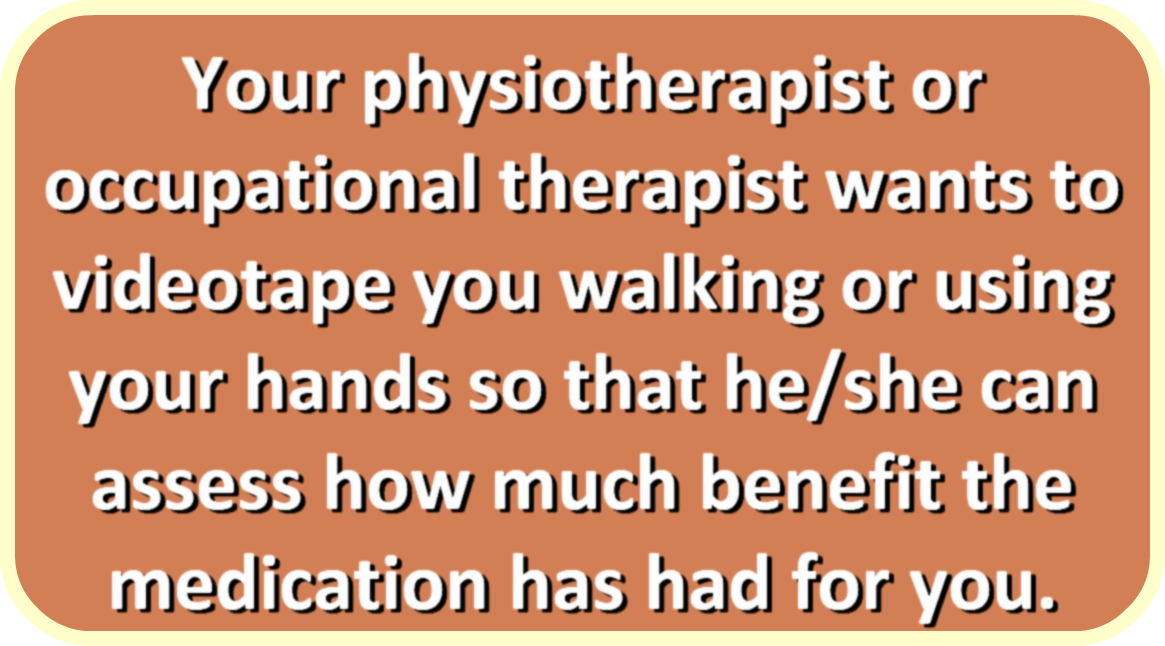 Your physiotherapist or
occupational therapist wants to
videotape you walking or using
your hands so that he/she can
assess how much benefit the
medication has had for you.